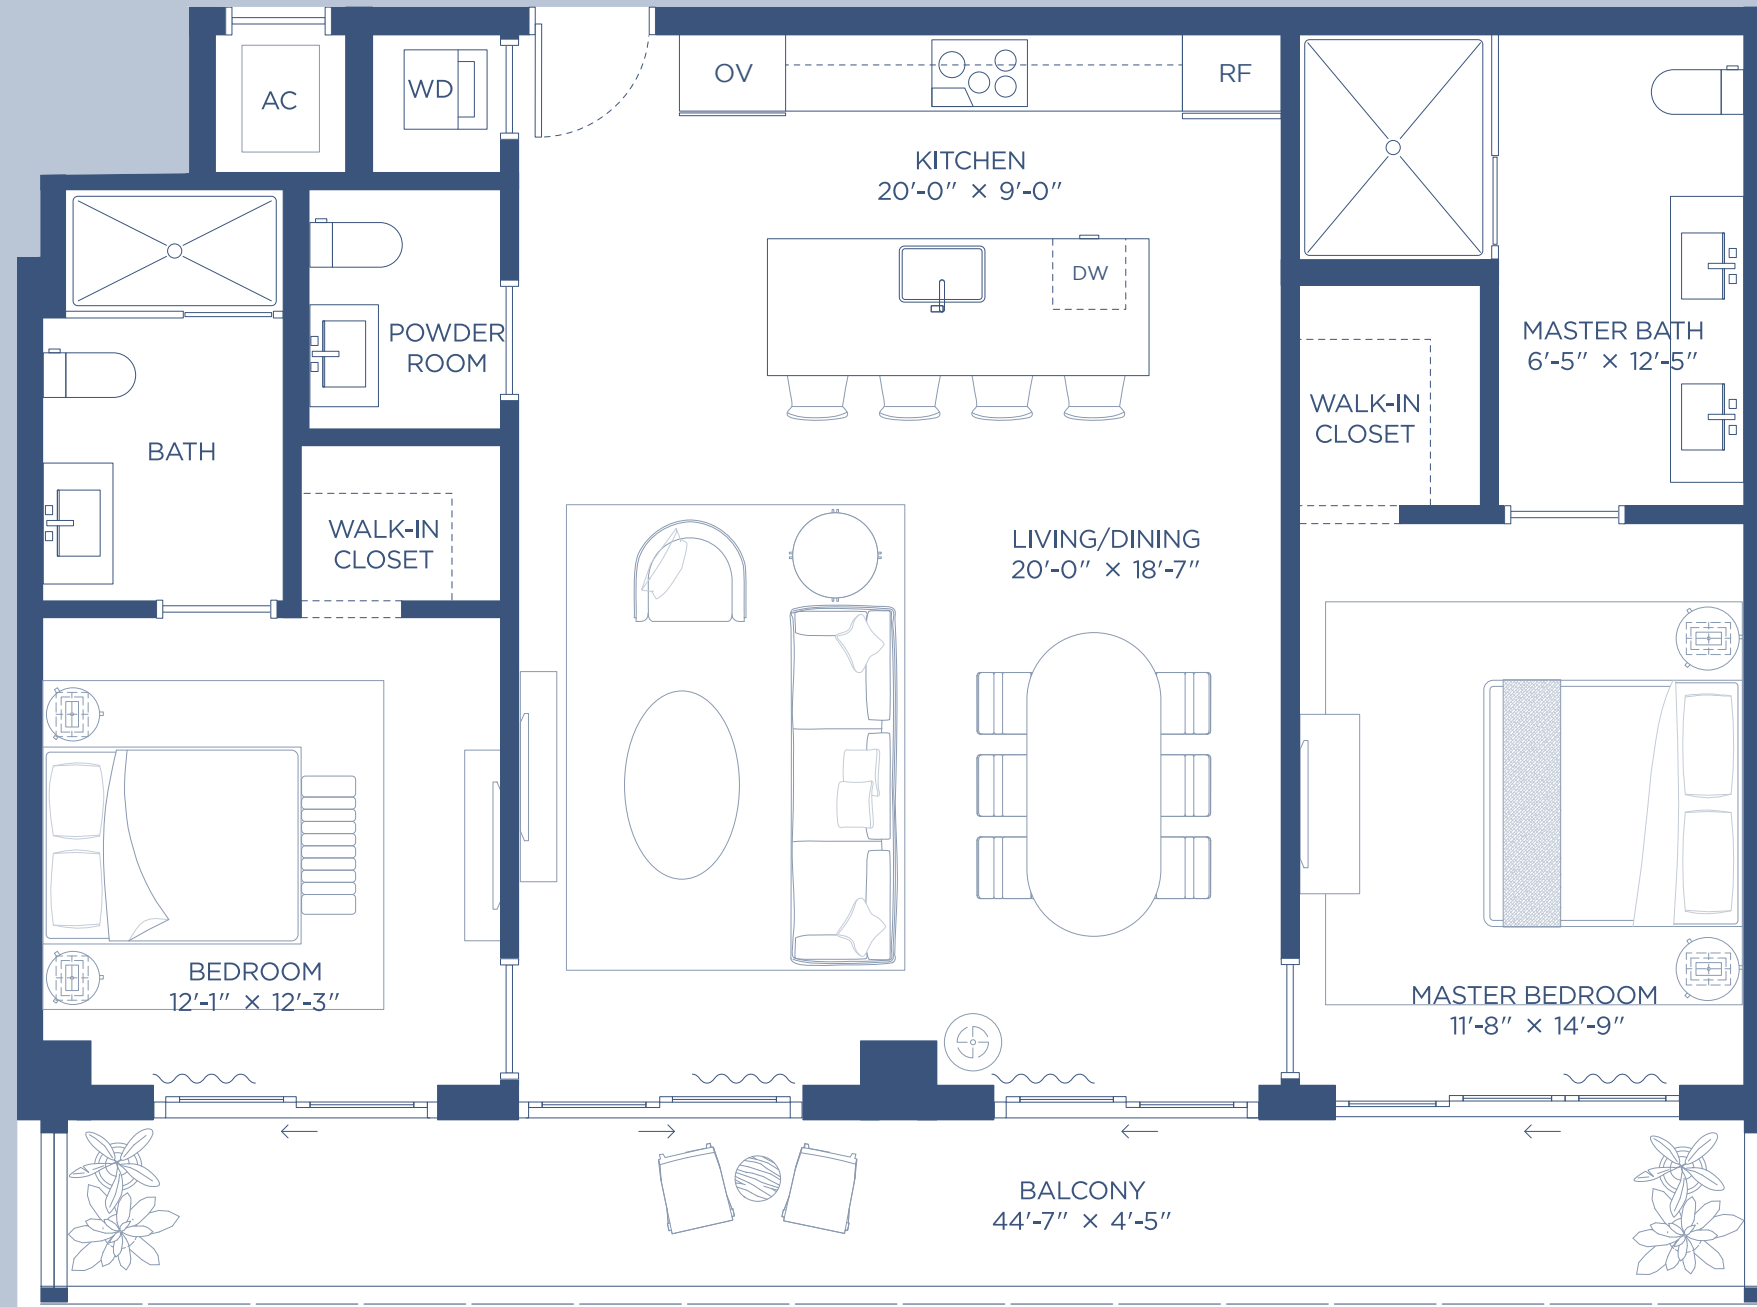 AC
WD
OV
RF
KITCHEN
20'-0" × 9'-0"
DW
POWDER
ROOM
MASTER BATH
6'-5" × 12'-5"
WALK-IN
CLOSET
BATH
WALK-IN
CLOSET
LIVING/DINING
20'-0" × 18'-7"
BEDROOM
12'-1" × 12'-3"
MASTER BEDROOM
11'-8" × 14'-9"
BALCONY
44'-7" × 4'-5"